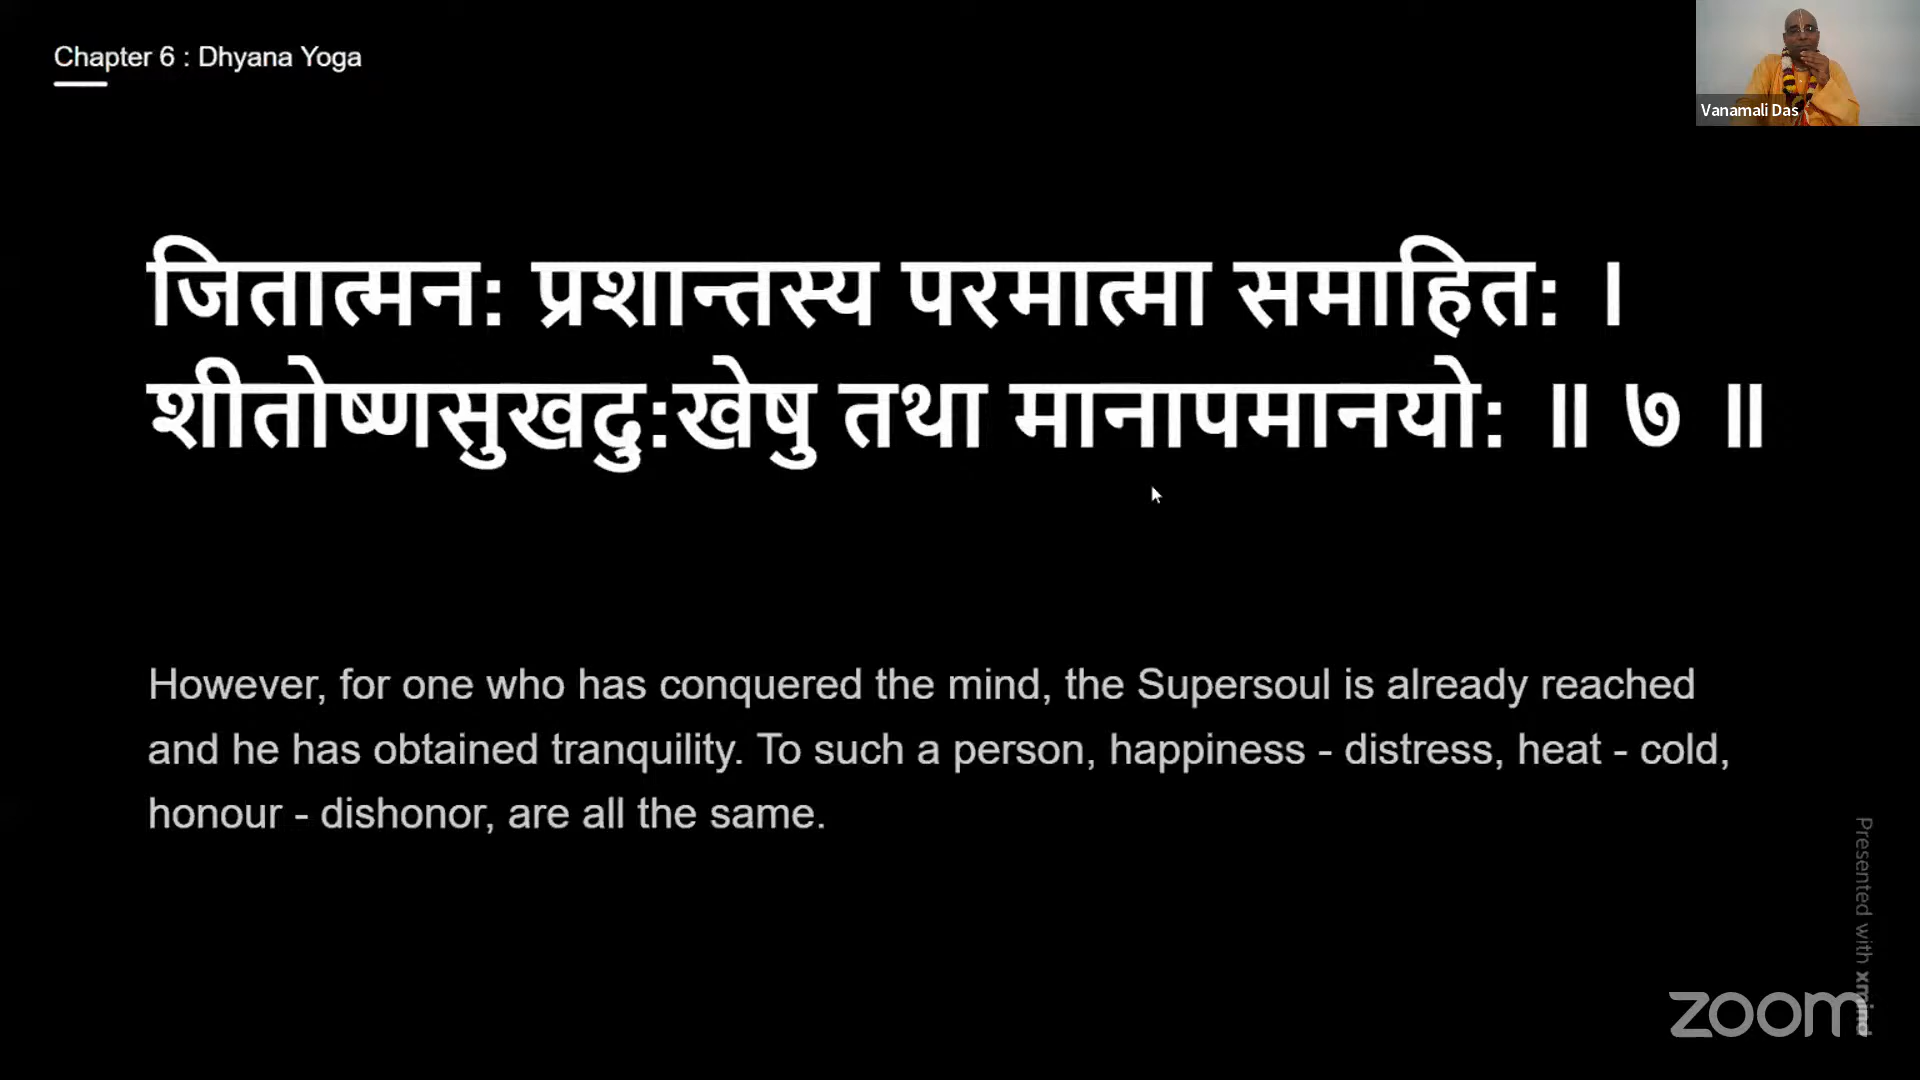 Chapter 6 : Dhyana Yoga
Vanamali Das
जितात्मन: प्रशान्तस्य परमात्मा समाहित: ।
शीतोष्णसुखदु:खेषु तथा मानापमानयो: ॥ ७ ॥
However, for one who has conquered the mind, the Supersoul is already reached
and he has obtained tranquility. To such a person, happiness - distress, heat - cold,
honour - dishonor, are all the same.
Presented with xmind
zoom